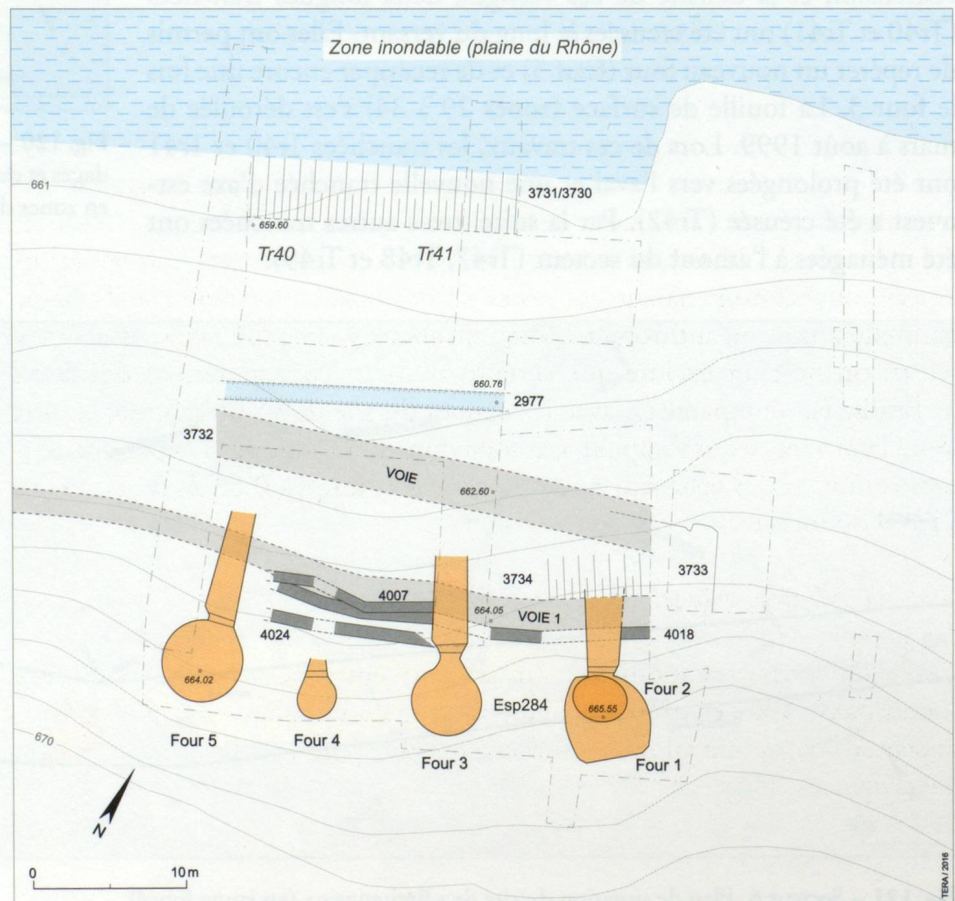 Zone inondable (plaine du Rhône)
661
3731/3730
659.60
Tr40
Tr41
660.76
2977
3732
VOIE
662.60
3733
3734
4007
664.05
VOIE 1
4024
4018
664.02
Four 2
Esp284
665.55
Four 5
Four 4
670
Four 3
Four 1
N
0
10 m
TERA / 2016